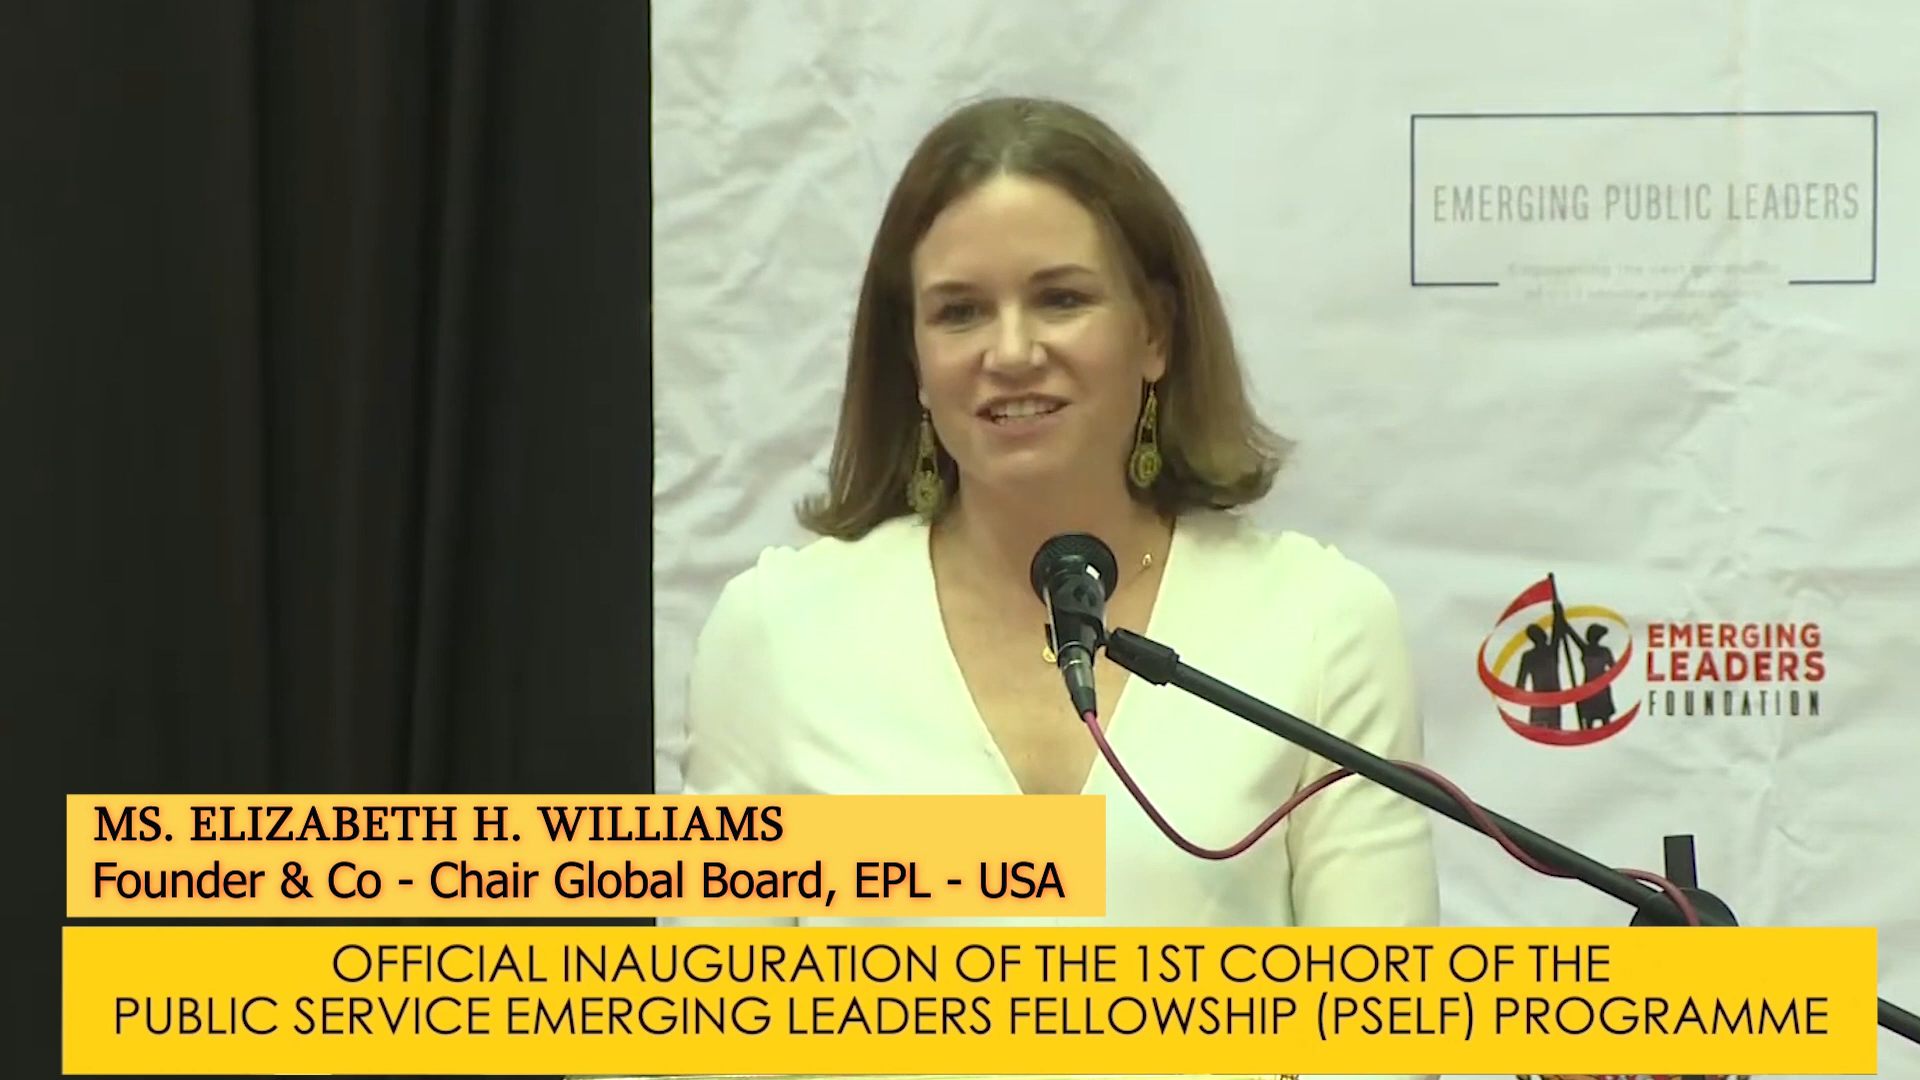 EMERGING PUBLIC LEADERS
EMERGING
LEADERS
FOUNDATION
MS. ELIZABETH H. WILLIAMS
Founder & Co - Chair Global Board, EPL - USA
OFFICIAL INAUGURATION OF THE 1ST COHORT OF THE
PUBLIC SERVICE EMERGING LEADERS FELLOWSHIP (PSELF) PROGRAMME